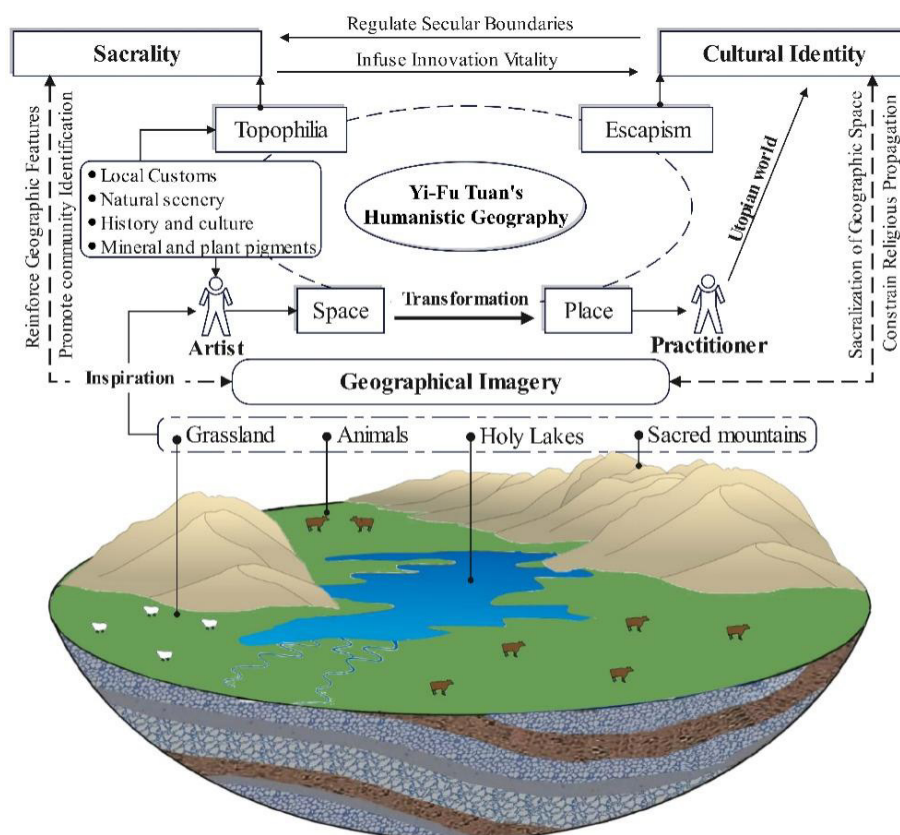 Regulate Secular Boundaries
Sacrality
Cultural Identity
Infuse Innovation Vitality
Topophilia
Escapism
Local Customs
Natural scenery
History and culture
Mineral and plant pigments
Yi-Fu Tuan's
Humanistic Geography
Reinforce Geographic Features
Promote community Identification
Utopian world
Sacralization of Geographic Space
Constrain Religious Propagation
Space
Transformation
Place
Artist
Practitioner
Inspiration
Geographical Imagery
Grassland
Animals
Holy Lakes
Sacred mountains